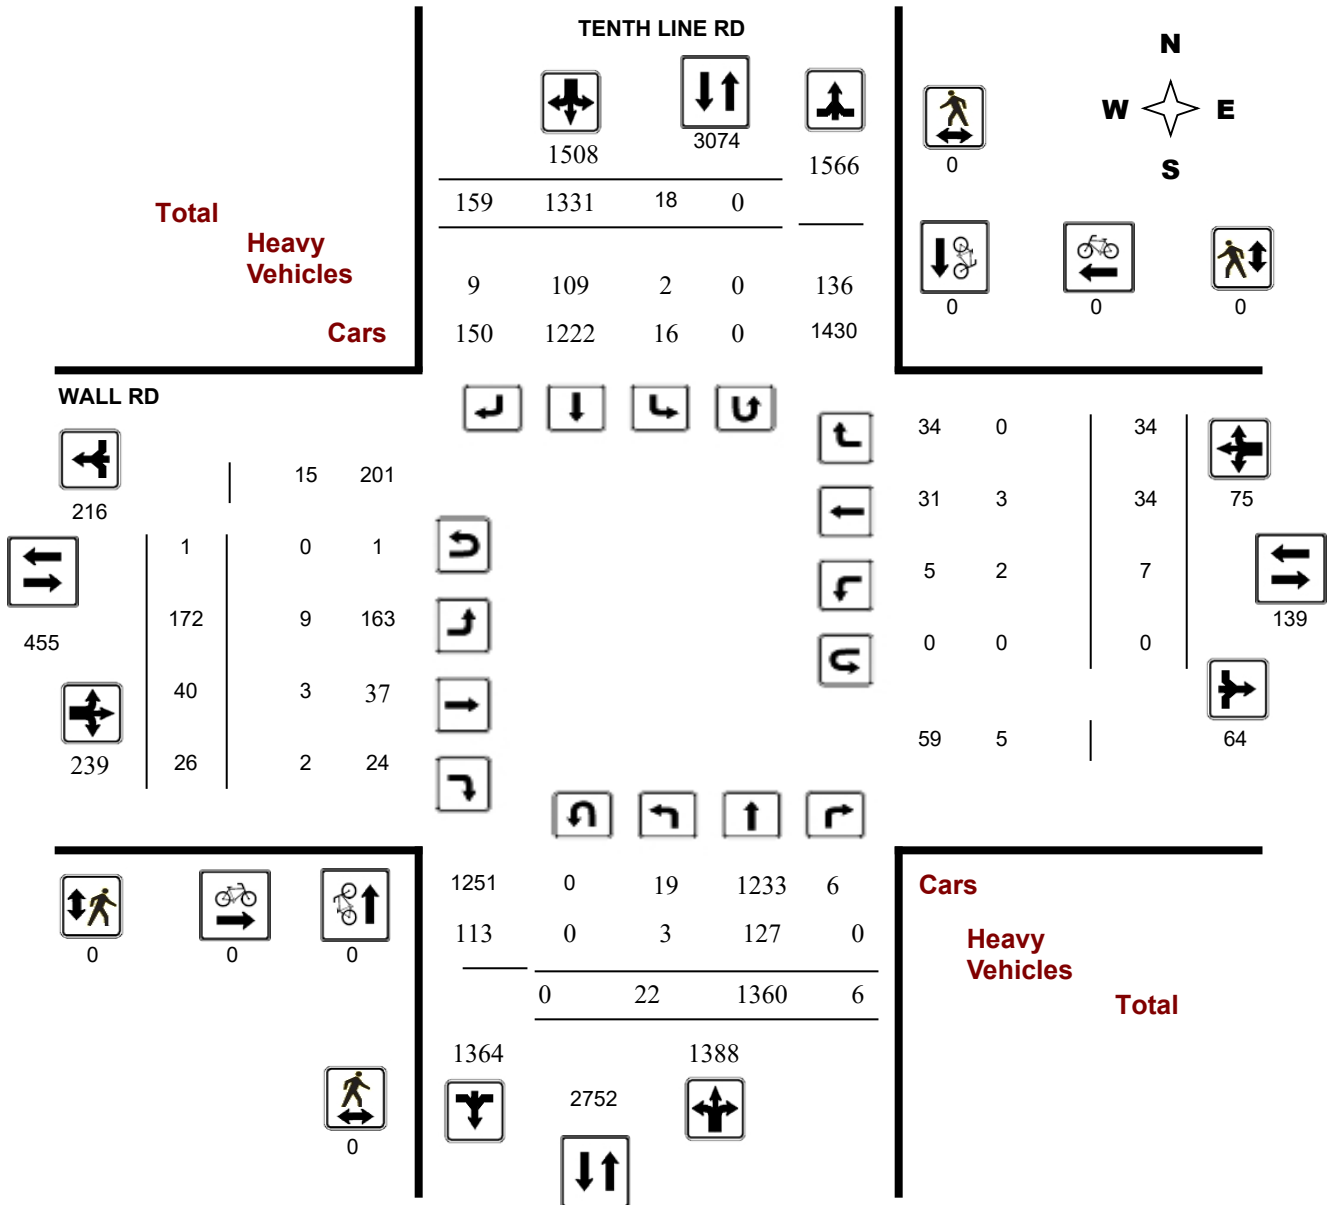 TENTH LINE RD
N
W E
S
1508 3074 1566
0
159 1331 18 0
Total
Heavy
Vehicles
9 109 2 0 136
0 0 0
Cars
150 1222 16 0 1430
WALL RD
34 0 34
15 201
216
31 3 34 75
1 0 1
5 2 7
172 9 163
139
455
0 0 0
40 3 37
59 5 64
239 26 2 24
1251 0 19 1233 6
Cars
113 0 3 127 0
Heavy
Vehicles
0 0 0
0 22 1360 6
Total
1364 1388
2752
0